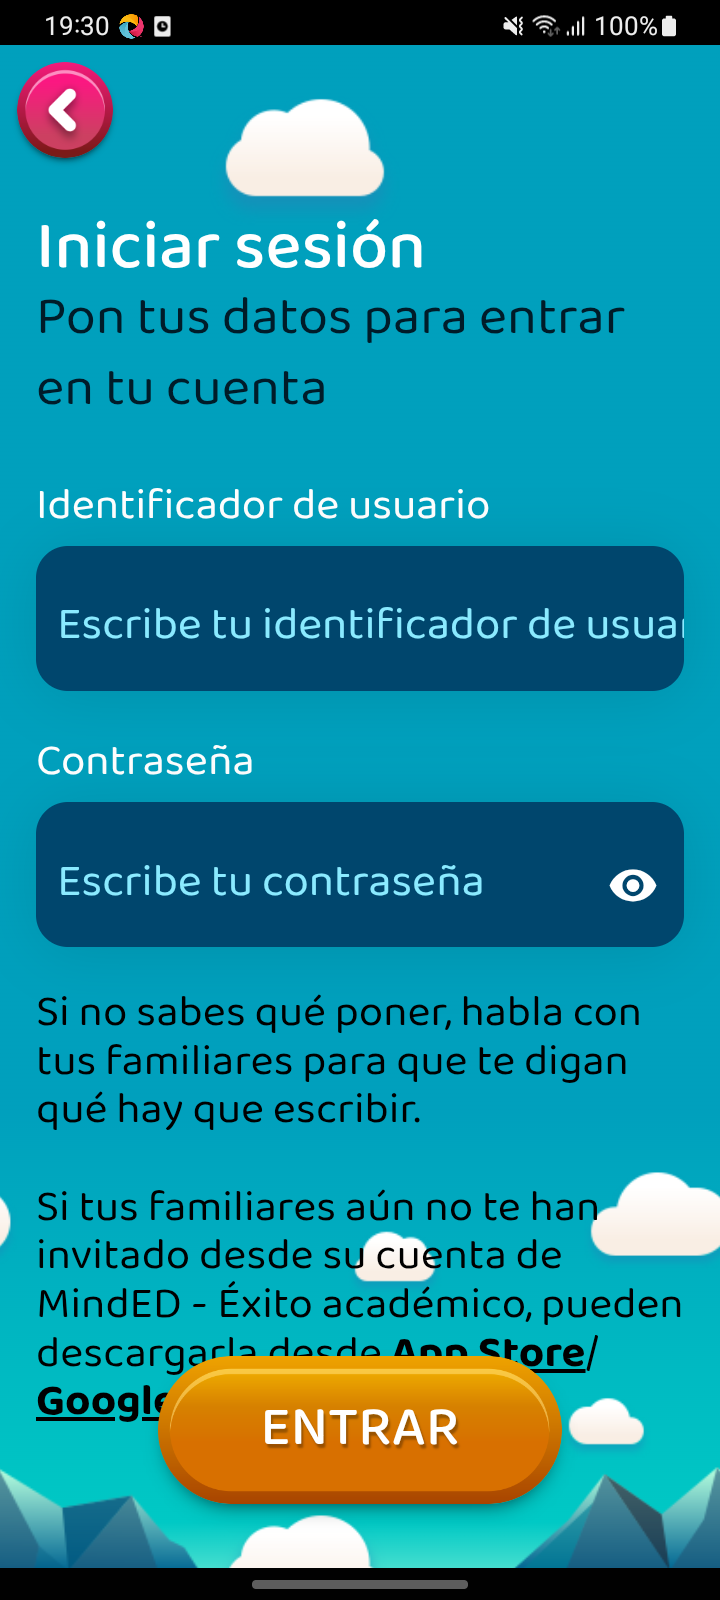 19:30
100%
Iniciar sesión
Pon tus datos para entrar
en tu cuenta
Identificador de usuario
Escribe tu identificador de usuar
Contraseña
Escribe tu contraseña
Si no sabes qué poner, habla con
tus familiares para que te digan
qué hay que escribir.
Si tus familiares aún no te han
invitado desde su cuenta de
MindED - Éxito académico, pueden
descargarla desde App Store/
Google
ENTRAR